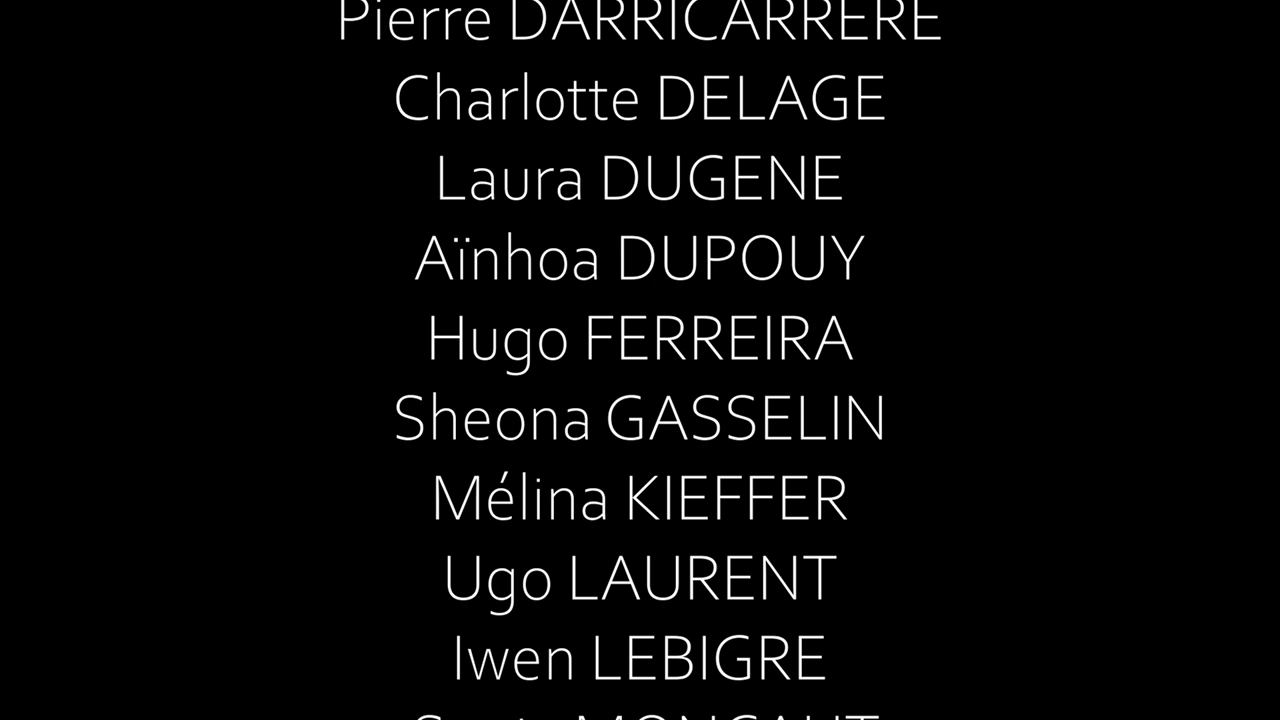 Pierre DARRICARRERE
Charlotte DELAGE
Laura DUGENE
Aïnhoa DUPOUY
Hugo FERREIRA
Sheona GASSELIN
Mélina KIEFFER
Ugo LAURENT
Iwen LEBIGRE